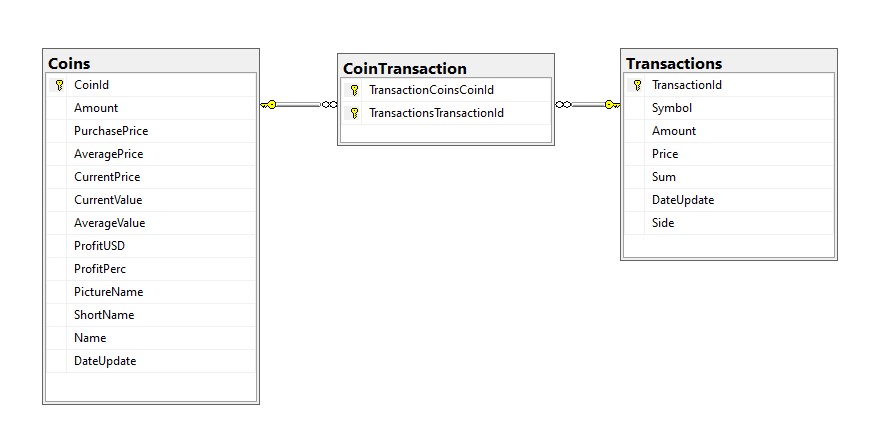 Coins
CoinId
Amount
PurchasePrice
AveragePrice
CurrentPrice
CurrentValue
AverageValue
ProfitUSD
ProfitPerc
PictureName
ShortName
Name
DateUpdate
CoinTransaction
TransactionCoinsCoinId
TransactionsTransactionId
Transactions
TransactionId
Symbol
Amount
Price
Sum
DateUpdate
Side